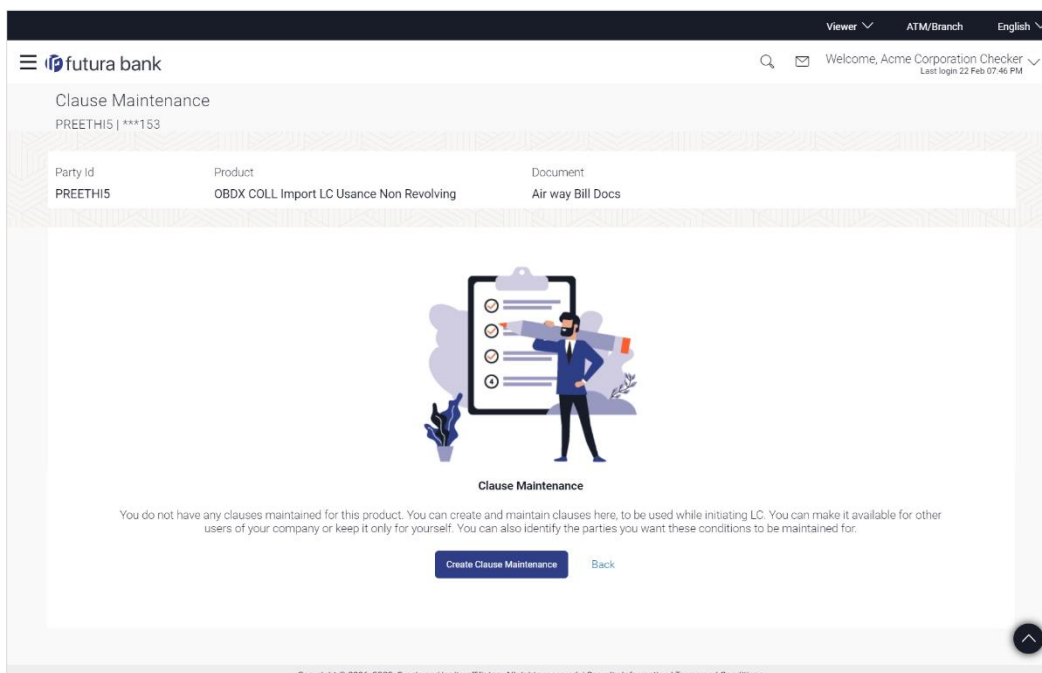 Viewer ATM/Branch English
futura bank
Welcome, Acme Corporation Checker
Last login 22 Feb 07:46 PM
Clause Maintenance
PREETHI5 | ***153
Party Id Product Document
PREETHI5 OBDX COLL Import LC Usance Non Revolving Air way Bill Docs
4
Clause Maintenance
You do not have any clauses maintained for this product. You can create and maintain clauses here, to be used while initiating LC. You can make it available for other
users of your company or keep it only for yourself. You can also identify the parties you want these conditions to be maintained for.
Create Clause Maintenance Back